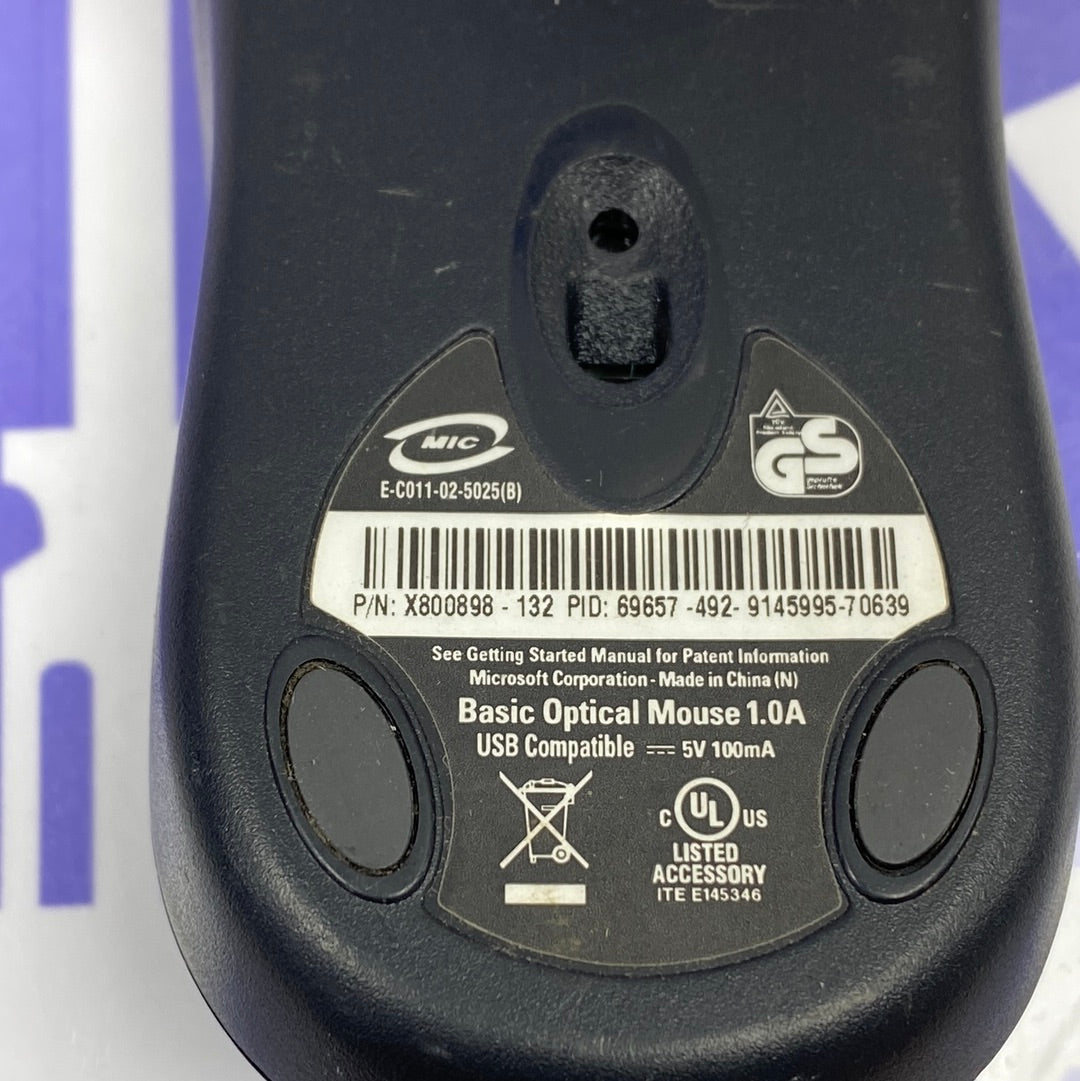 MIC
E-C011-02-5025(B)
GS
P/N: X800898 - 132 PID: 69657 -492- 9145995-70639
See Getting Started Manual for Patent Information
Microsoft Corporation - Made in China (N)
Basic Optical Mouse 1.0A
USB Compatible 5V 100mA
C UL US
LISTED
ACCESSORY
ITE E145346